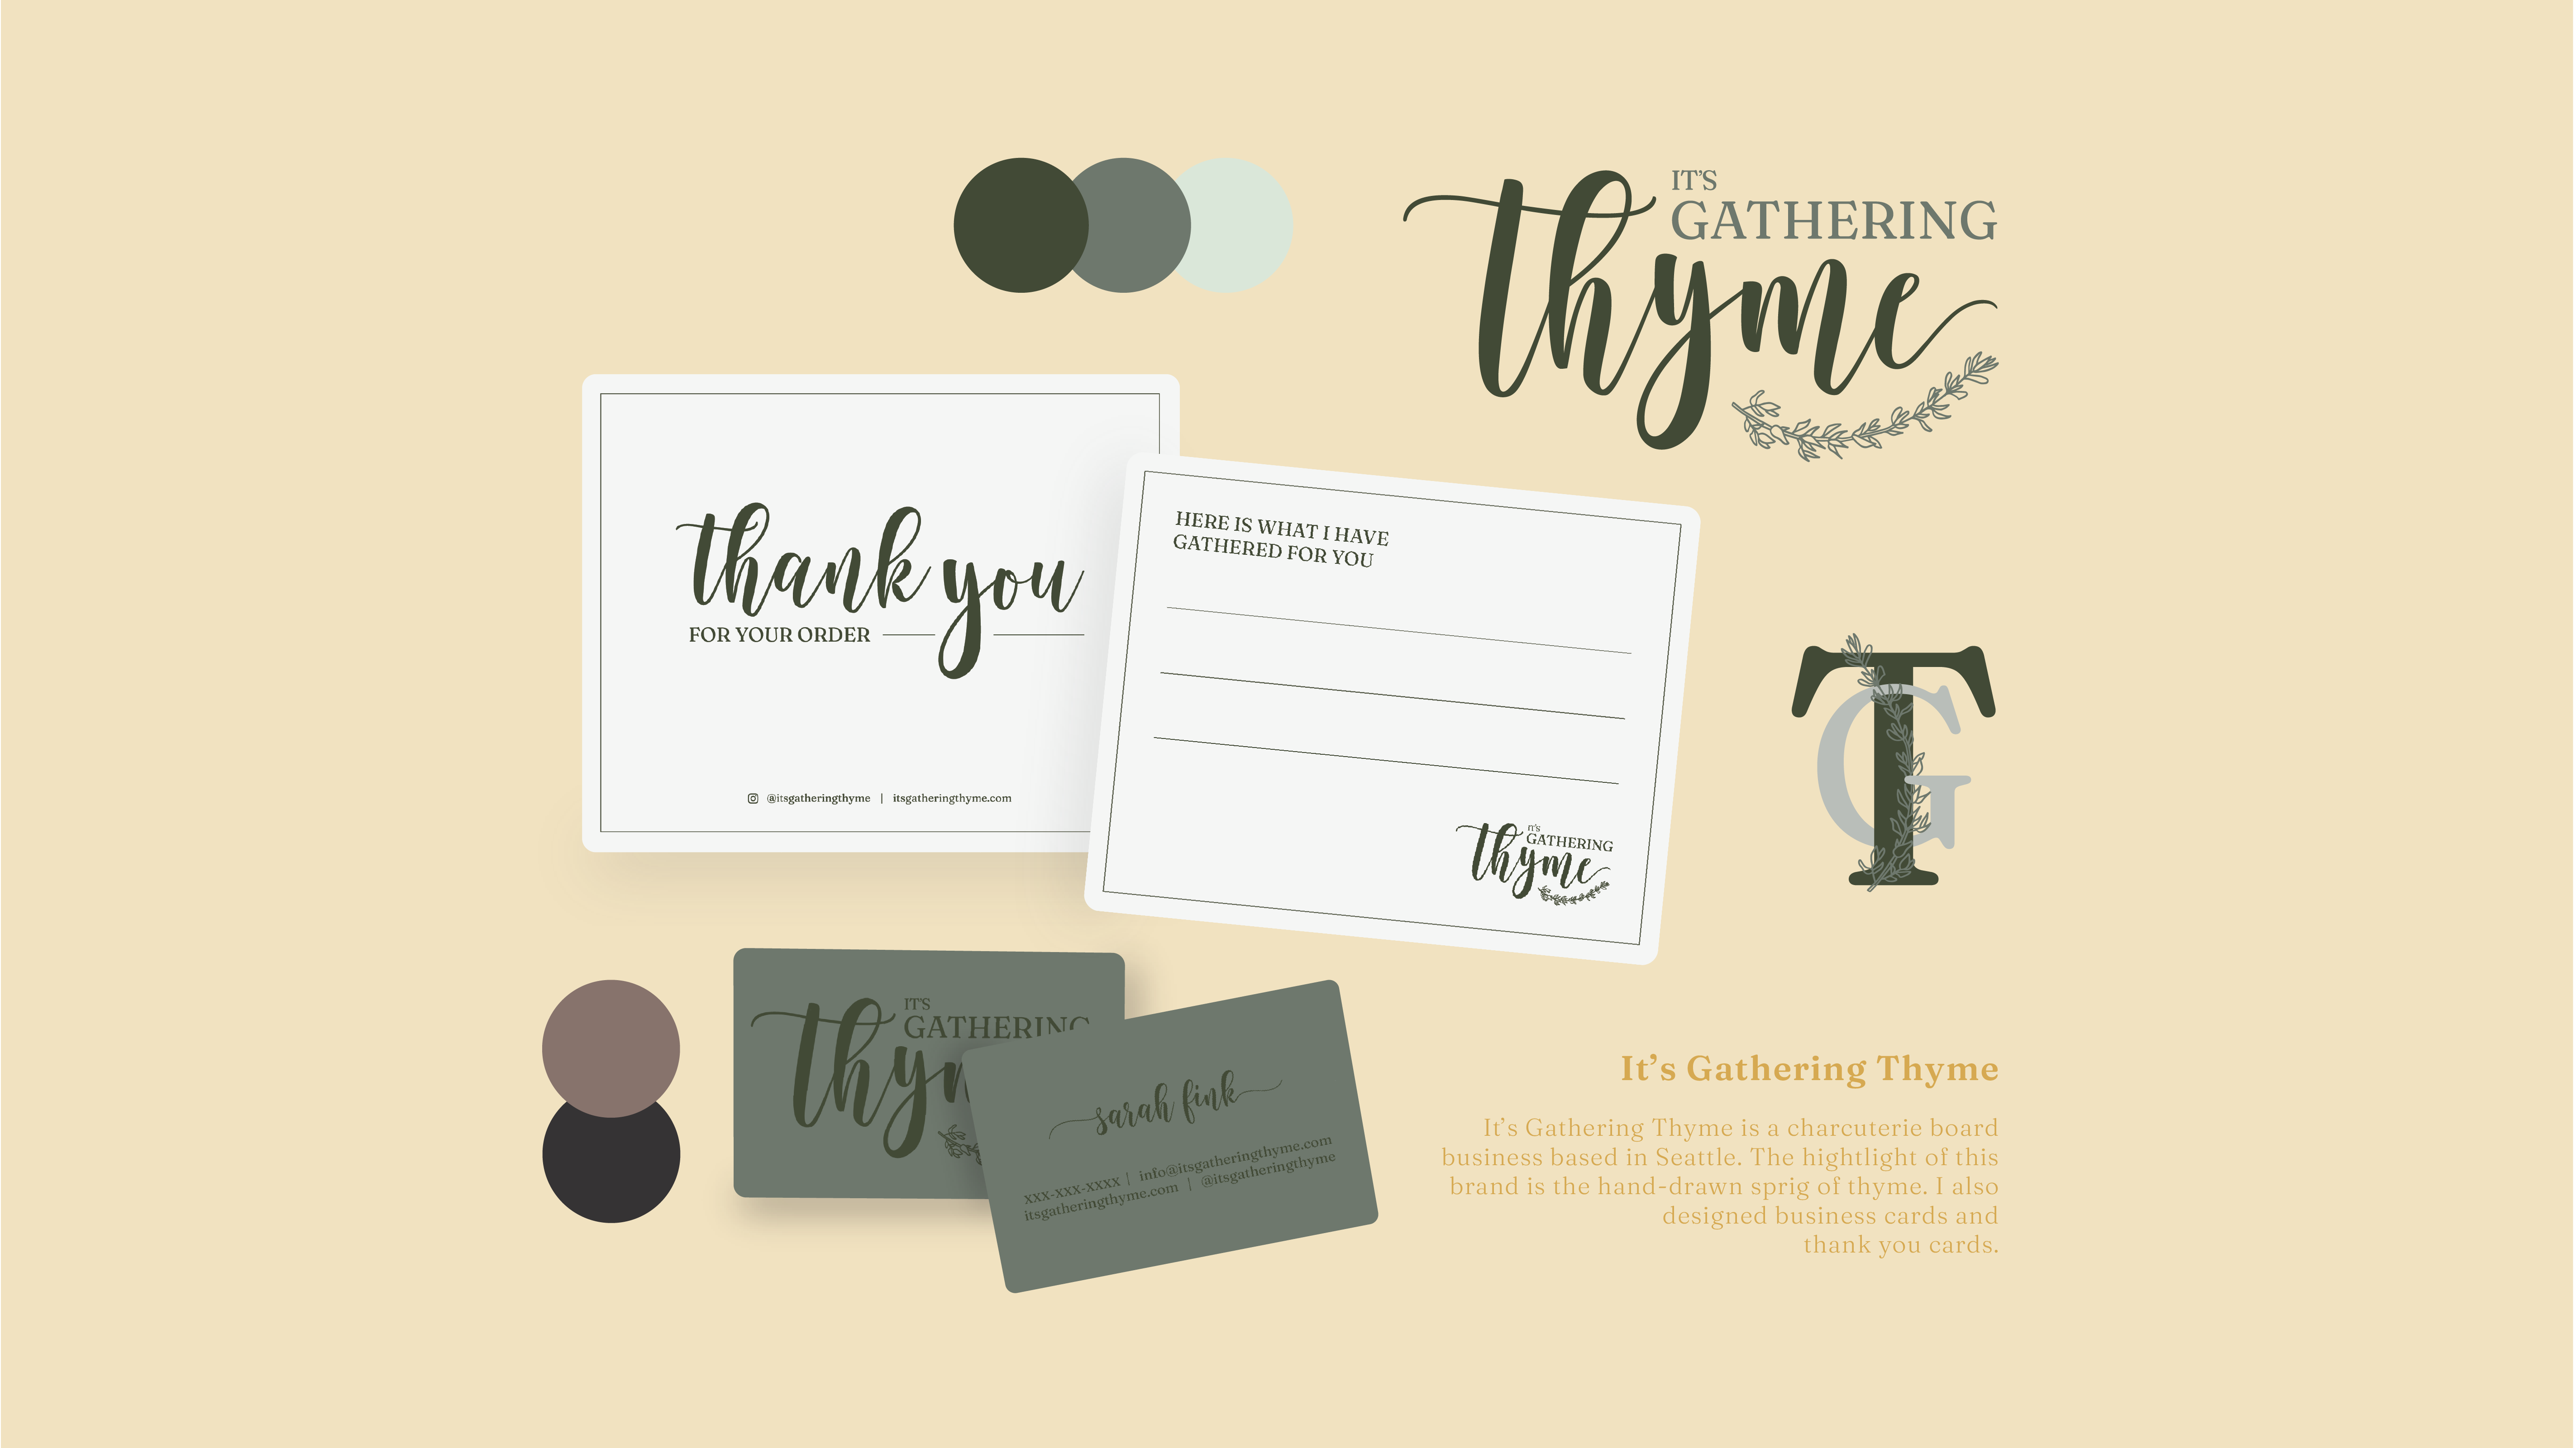 IT'S
GATHERING
thyme
thank you
FOR YOUR ORDER
@itsgatheringthyme | itsgatheringthyme.com
HERE IS WHAT I HAVE
GATHERED FOR YOU
IT'S
GATHERING
thyme
TG
IT'S
GATHERING
thym
sarah fink
xxx-xxx-xxxx | info@itsgatheringthyme.com
itsgatheringthyme.com | @itsgatheringthyme
It's Gathering Thyme
It's Gathering Thyme is a charcuterie board
business based in Seattle. The hightlight of this
brand is the hand-drawn sprig of thyme. I also
designed business cards and
thank you cards.